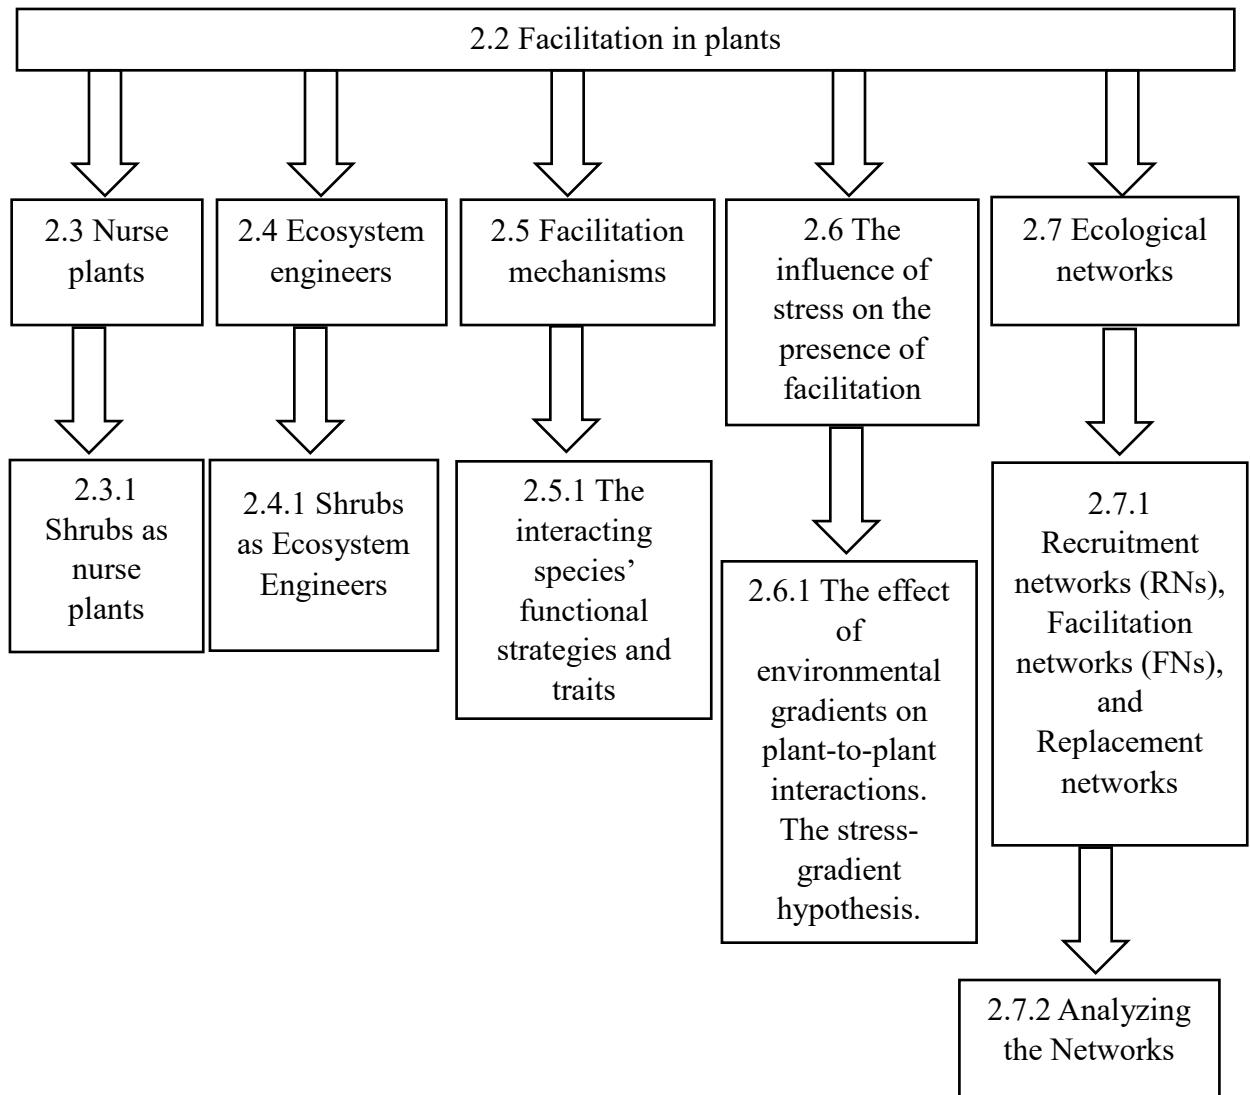 2.2 Facilitation in plants
2.3 Nurse
plants
2.4 Ecosystem
engineers
2.5 Facilitation
mechanisms
2.6 The
influence of
stress on the
presence of
facilitation
2.7 Ecological
networks
2.3.1
Shrubs as
nurse
plants
2.4.1 Shrubs
as Ecosystem
Engineers
2.5.1 The
interacting
species’
functional
strategies and
traits
2.6.1 The effect
of
environmental
gradients on
plant-to-plant
interactions.
The stress-
gradient
hypothesis.
2.7.1
Recruitment
networks (RNs),
Facilitation
networks (FNs),
and
Replacement
networks
2.7.2 Analyzing
the Networks